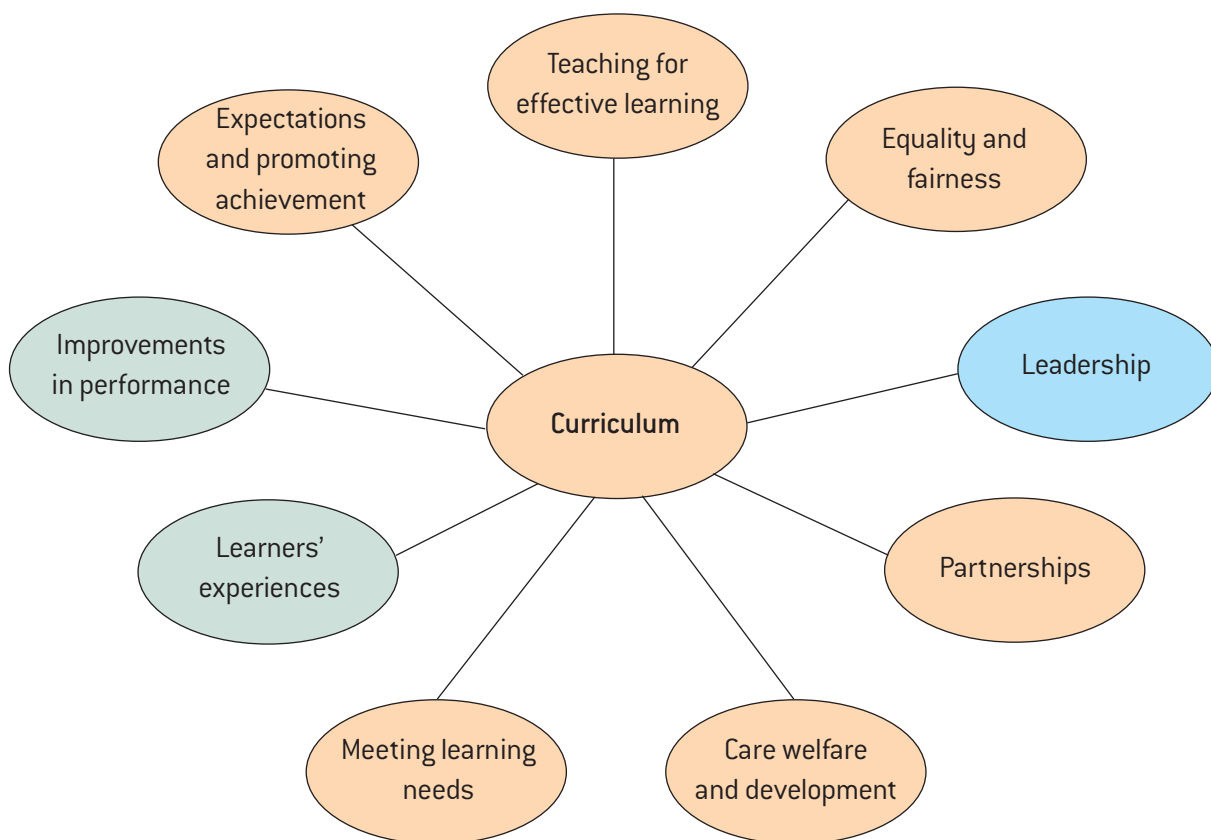 Teaching for
effective learning
Expectations
and promoting
achievement
Equality and
fairness
Improvements
in performance
Leadership
Curriculum
Learners’
experiences
Partnerships
Meeting learning
needs
Care welfare
and development